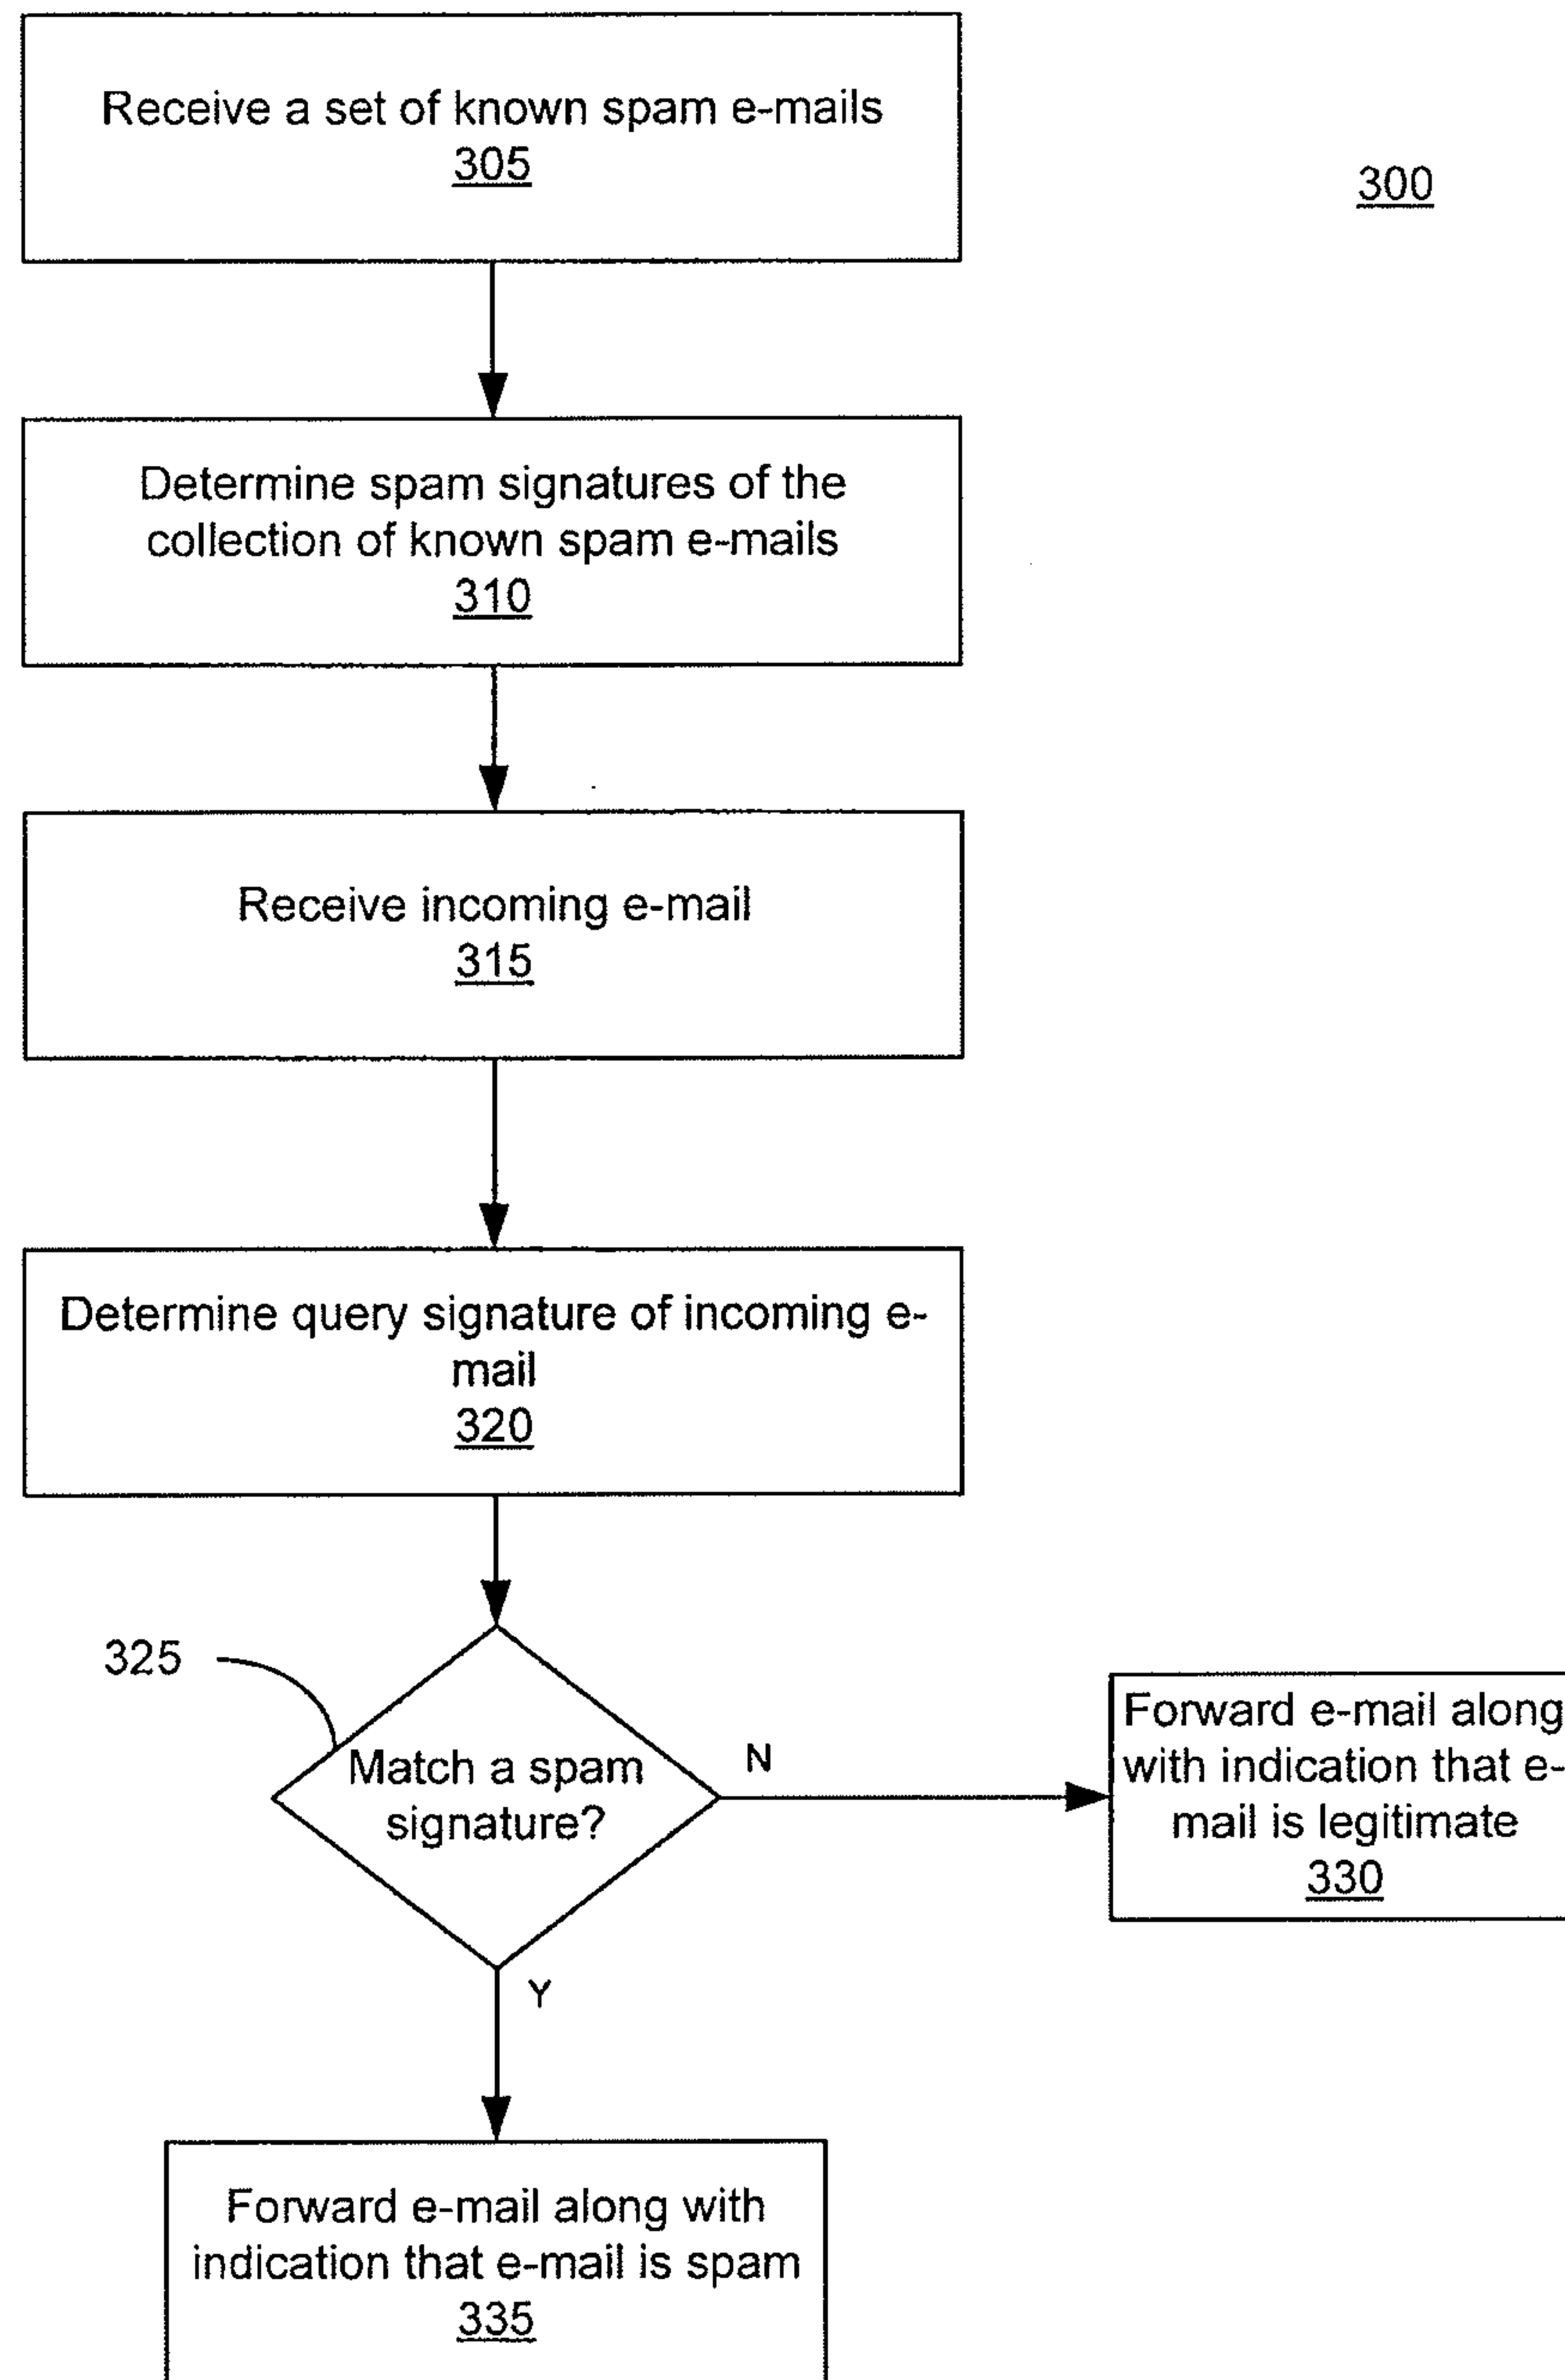 Receive a set of known spam e-mails
305
300
Determine spam signatures of the
collection of known spam e-mails
310
Receive incoming e-mail
315
Determine query signature of incoming e-
mail
320
325
Match a spam
signature?
N
Forward e-mail along
with indication that e-
mail is legitimate
330
Y
Forward e-mail along with
indication that e-mail is spam
335